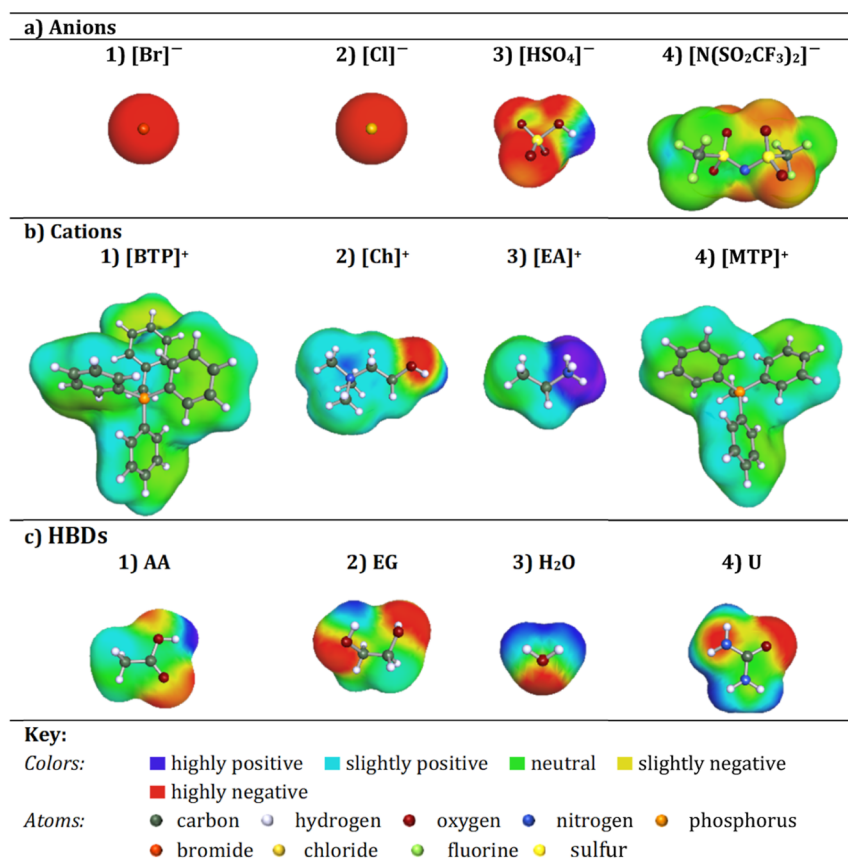 a) Anions
1) [Br]⁻ 2) [Cl]⁻ 3) [HSO₄]⁻ 4) [N(SO₂CF₃)₂]⁻
b) Cations
1) [BTP]⁺ 2) [Ch]⁺ 3) [EA]⁺ 4) [MTP]⁺
c) HBDs
1) AA 2) EG 3) H₂O 4) U
Key:
Colors: highly positive slightly positive neutral slightly negative
highly negative
Atoms: carbon hydrogen oxygen nitrogen phosphorus
bromide chloride fluorine sulfur